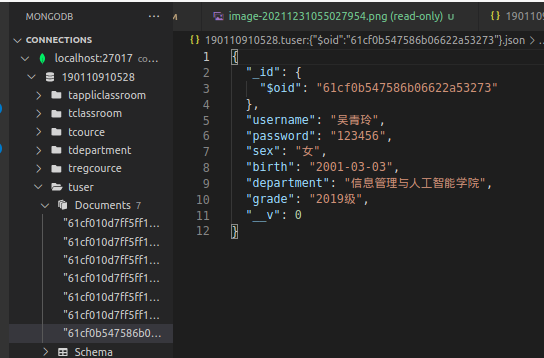 MONGODB
···
M
image-20211231055027954.png (read-only)
U
19011
CONNECTIONS
190110910528.tuser:{"$oid":"61cf0b547586b06622a53273"}.json > ...
localhost:27017 co...
190110910528
tappliclassroom
tclassroom
tcource
tdepartment
tregcource
tuser
Documents 7
"61cf010d7ff5ff1...
"61cf010d7ff5ff1...
"61cf010d7ff5ff1...
"61cf010d7ff5ff1...
"61cf010d7ff5ff1...
"61cf010d7ff5ff1...
"61cf0b547586b0...
Schema
1 {
2 "_id": {
3 "$oid": "61cf0b547586b06622a53273"
4 },
5 "username": "吴青玲",
6 "password": "123456",
7 "sex": "女",
8 "birth": "2001-03-03",
9 "department": "信息管理与人工智能学院",
10 "grade": "2019级",
11 "__v": 0
12 }